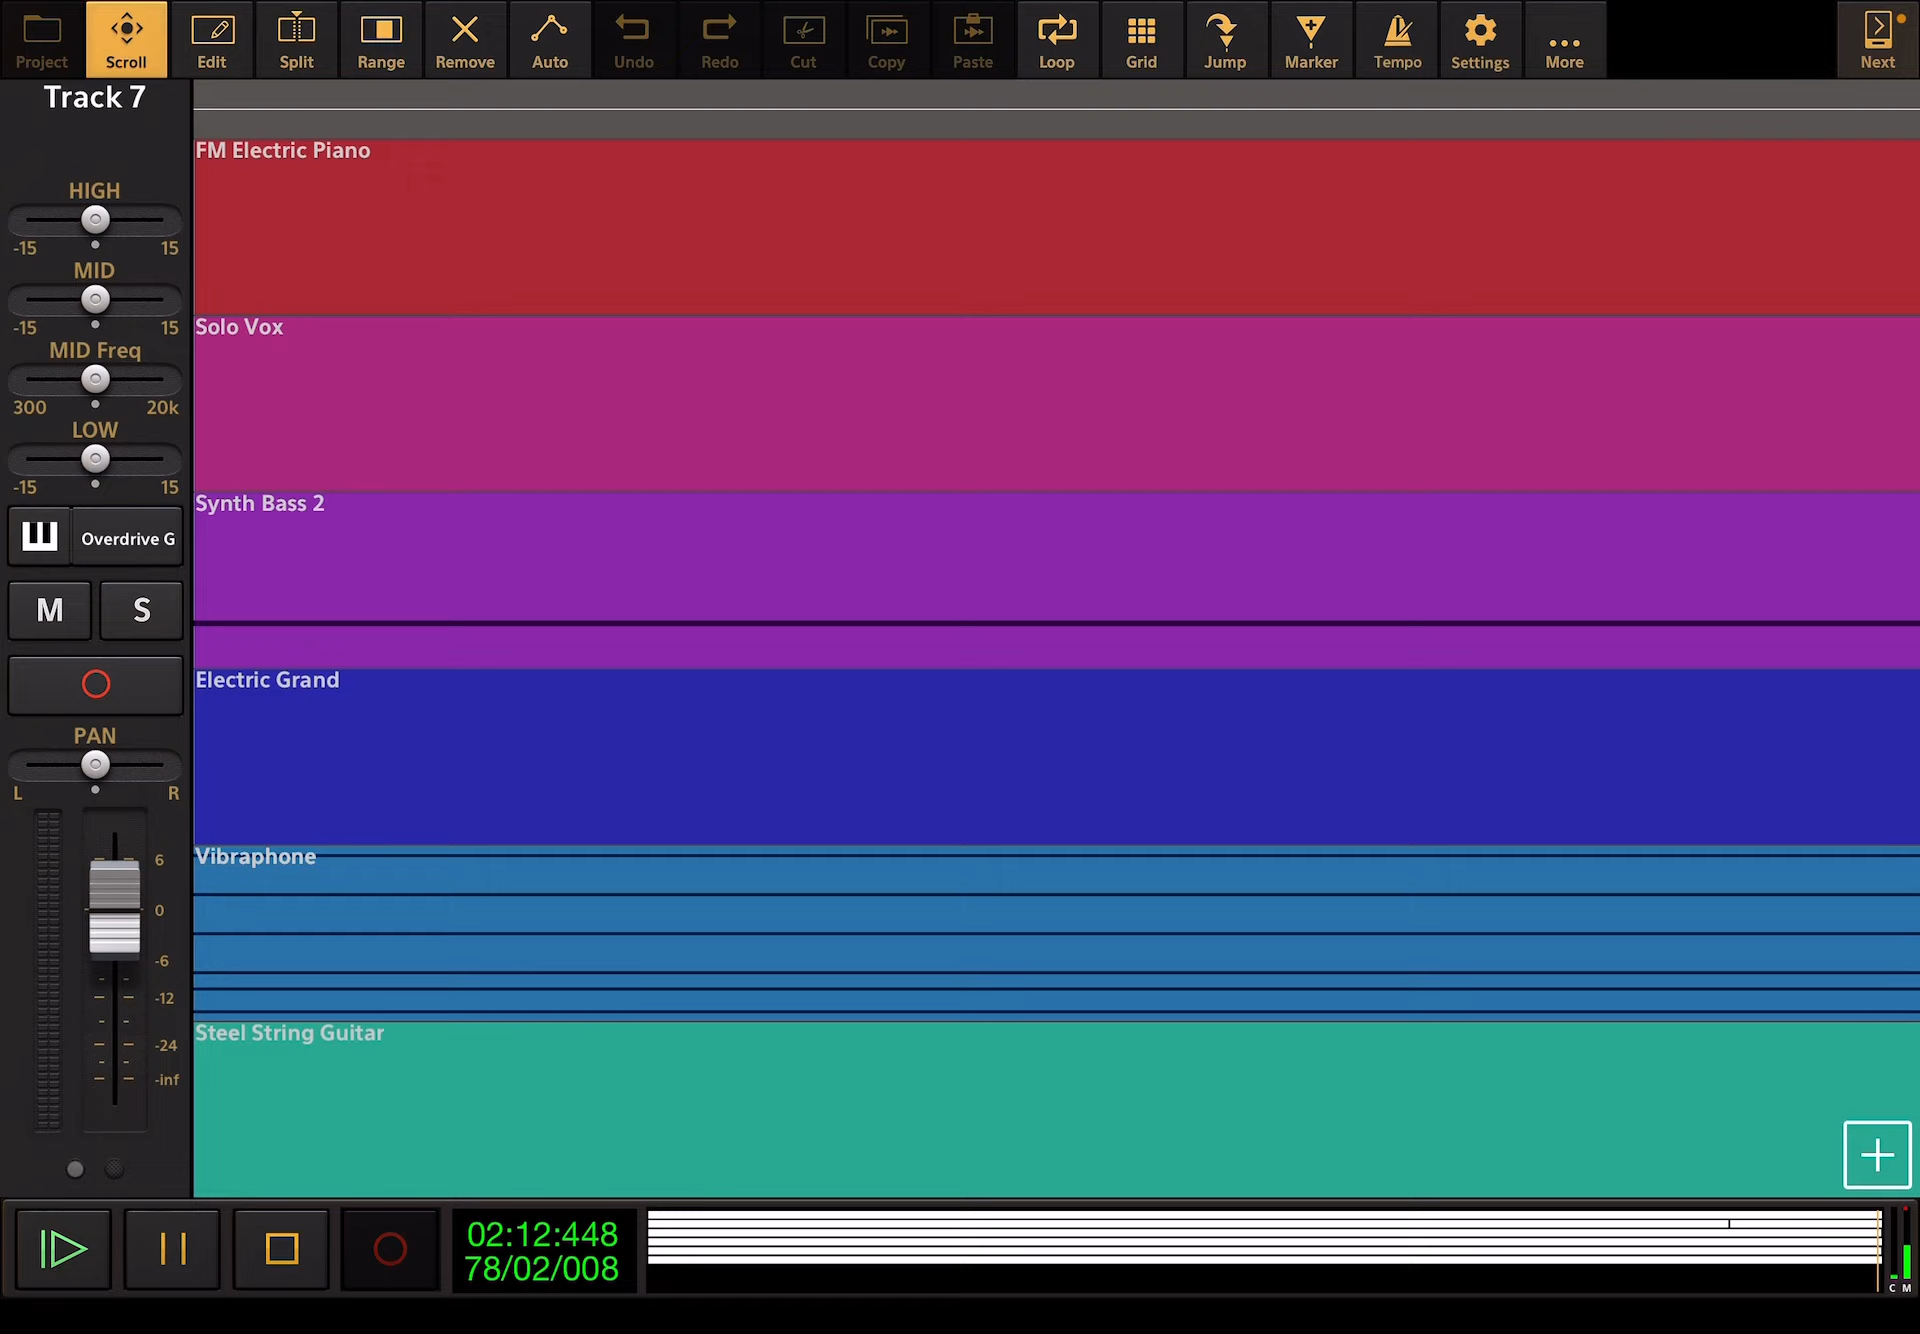 Project Scroll Edit Split Range Remove Auto Undo Redo Cut Copy Paste Loop Grid Jump Marker Tempo Settings More Next
Track 7
HIGH
-15 15
MID
-15 15
MID Freq
300 20k
LOW
-15 15
Overdrive G
M S
PAN
L R
6
0
-6
-12
-24
-inf
FM Electric Piano
Solo Vox
Synth Bass 2
Electric Grand
Vibraphone
Steel String Guitar
02:12:448
78/02/008
C M